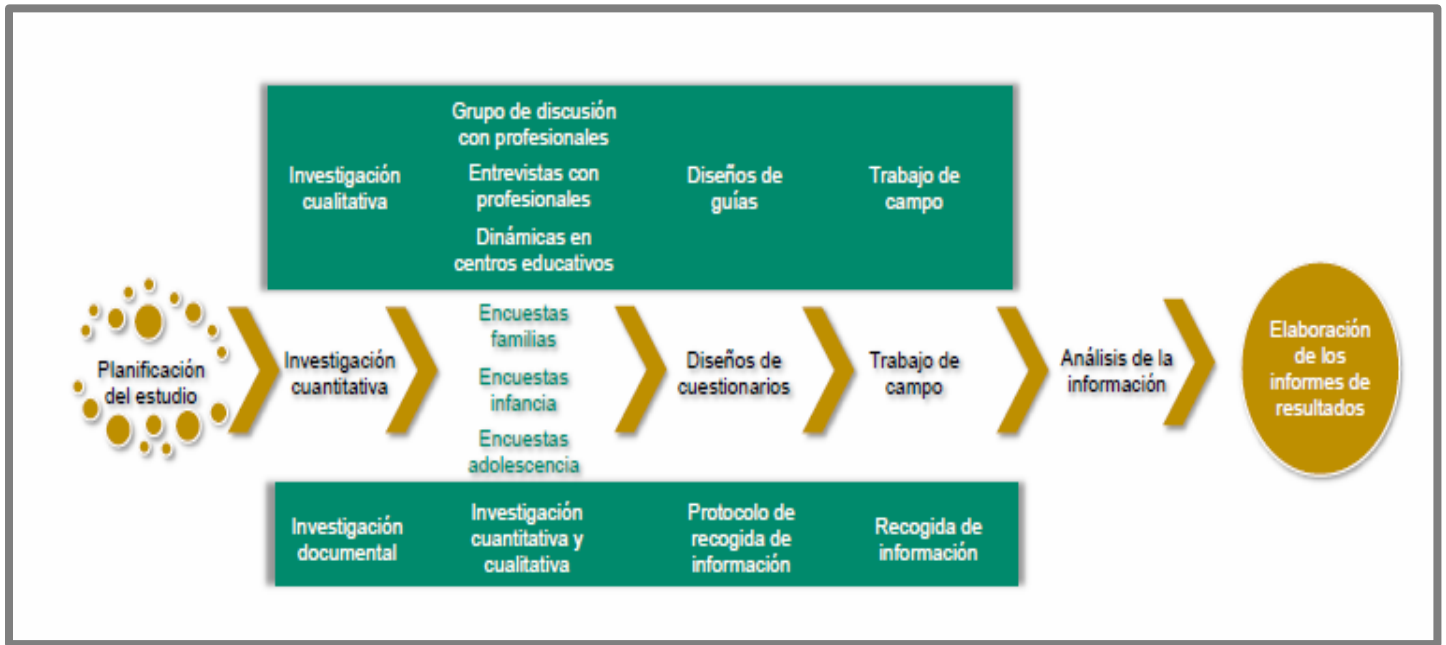 Grupo de discusión
con profesionales
Investigación
cualitativa
Entrevistas con
profesionales
Dinámicas en
centros educativos
Diseños de
guías
Trabajo de
campo
Planificación
del estudio
Investigación
cuantitativa
Encuestas
familias
Encuestas
infancia
Encuestas
adolescencia
Diseños de
cuestionarios
Trabajo de
campo
Análisis de la
información
Elaboración
de los
informes de
resultados
Investigación
documental
Investigación
cuantitativa y
cualitativa
Protocolo de
recogida de
información
Recogida de
información